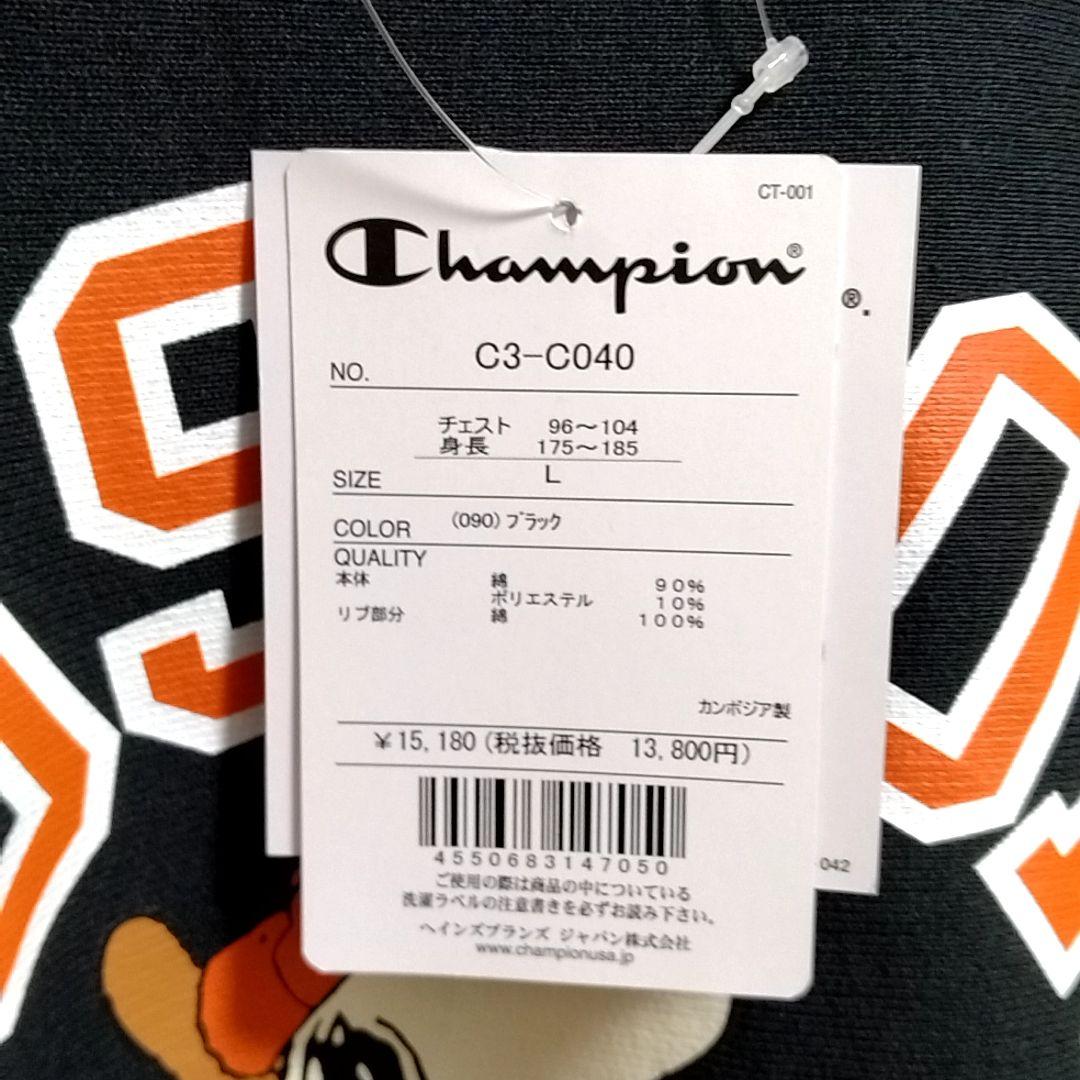 CT-001
Champion®
®.
NO. C3-C040
チェスト 96～104
身長 175～185
SIZE L
COLOR (090)ブラック
QUALITY
本体 綿 90%
ポリエステル 10%
リブ部分 綿 100%
カンボジア製
¥15,180(税抜価格 13,800円)
4550683147050
042
ご使用の際は商品の中についている
洗濯ラベルの注意書きを必ずお読み下さい。
ヘインズブランズ ジャパン株式会社
www.championusa.jp